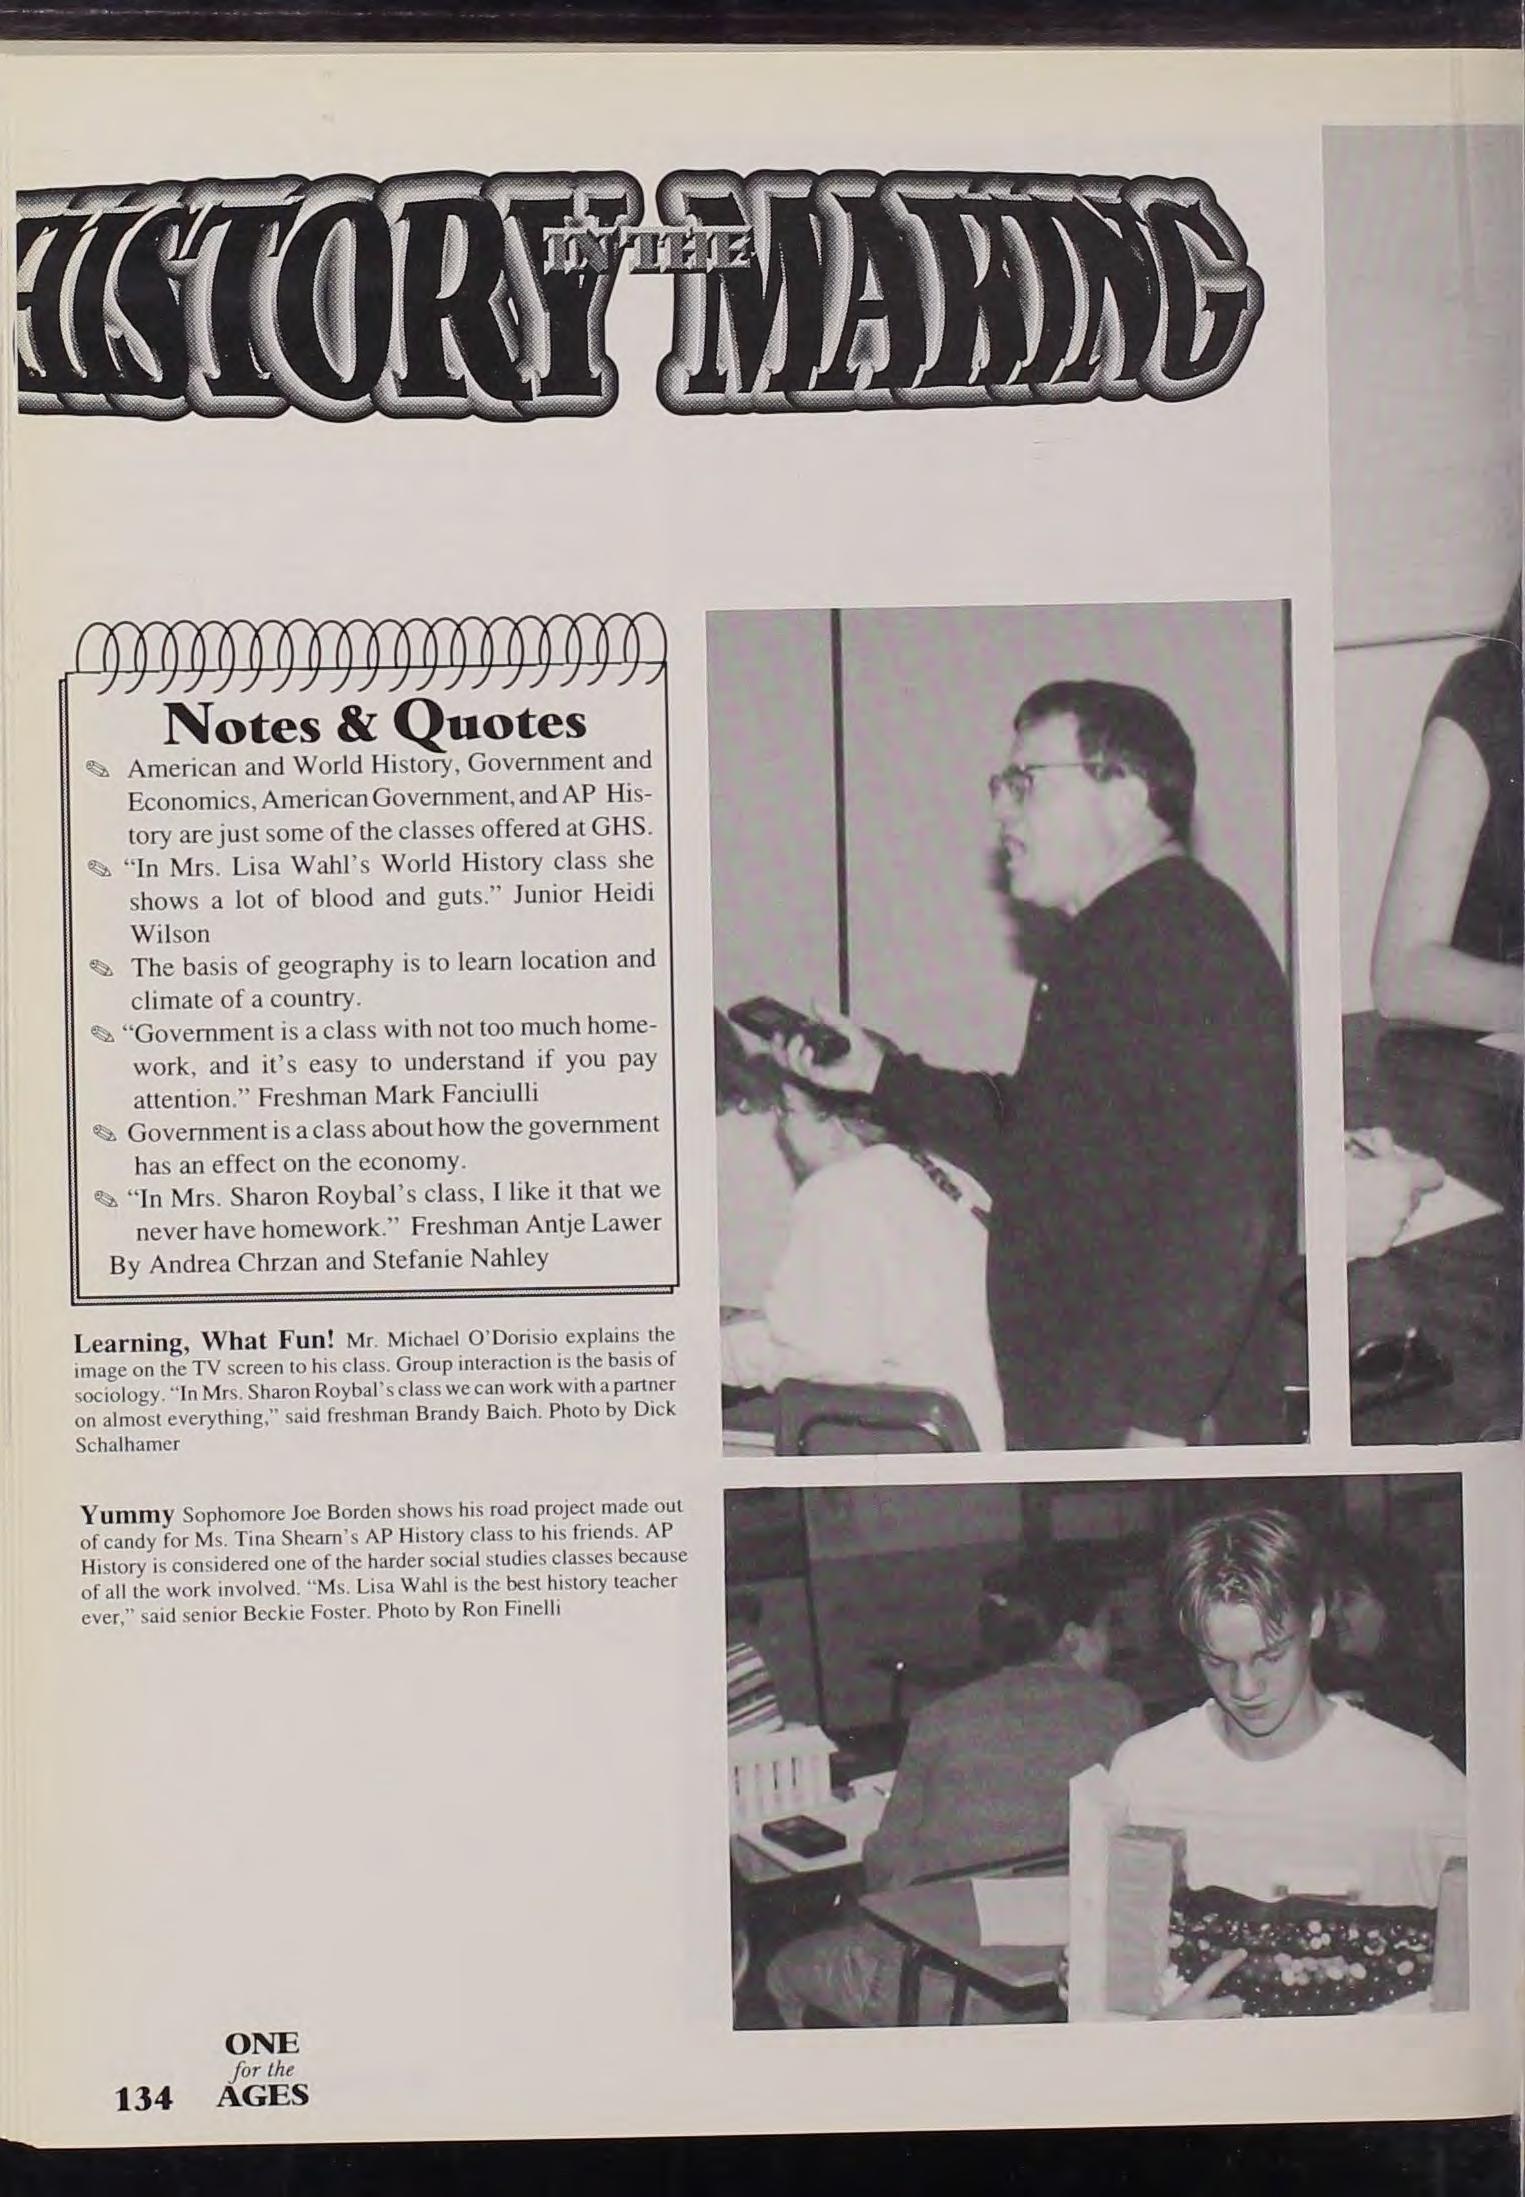 HISTORY IN THE MAKING
Notes & Quotes
American and World History, Government and
Economics, American Government, and AP His-
tory are just some of the classes offered at GHS.
“In Mrs. Lisa Wahl’s World History class she
shows a lot of blood and guts.” Junior Heidi
Wilson
The basis of geography is to learn location and
climate of a country.
“Government is a class with not too much home-
work, and it’s easy to understand if you pay
attention.” Freshman Mark Fanciulli
Government is a class about how the government
has an effect on the economy.
“In Mrs. Sharon Roybal’s class, I like it that we
never have homework.” Freshman Antje Lawer
By Andrea Chrzan and Stefanie Nahley
Learning, What Fun! Mr. Michael O’Dorisio explains the
image on the TV screen to his class. Group interaction is the basis of
sociology. “In Mrs. Sharon Roybal’s class we can work with a partner
on almost everything,” said freshman Brandy Baich. Photo by Dick
Schalhamer
Yummy Sophomore Joe Borden shows his road project made out
of candy for Ms. Tina Shearn’s AP History class to his friends. AP
History is considered one of the harder social studies classes because
of all the work involved. “Ms. Lisa Wahl is the best history teacher
ever,” said senior Beckie Foster. Photo by Ron Finelli
ONE
for the
134 AGES